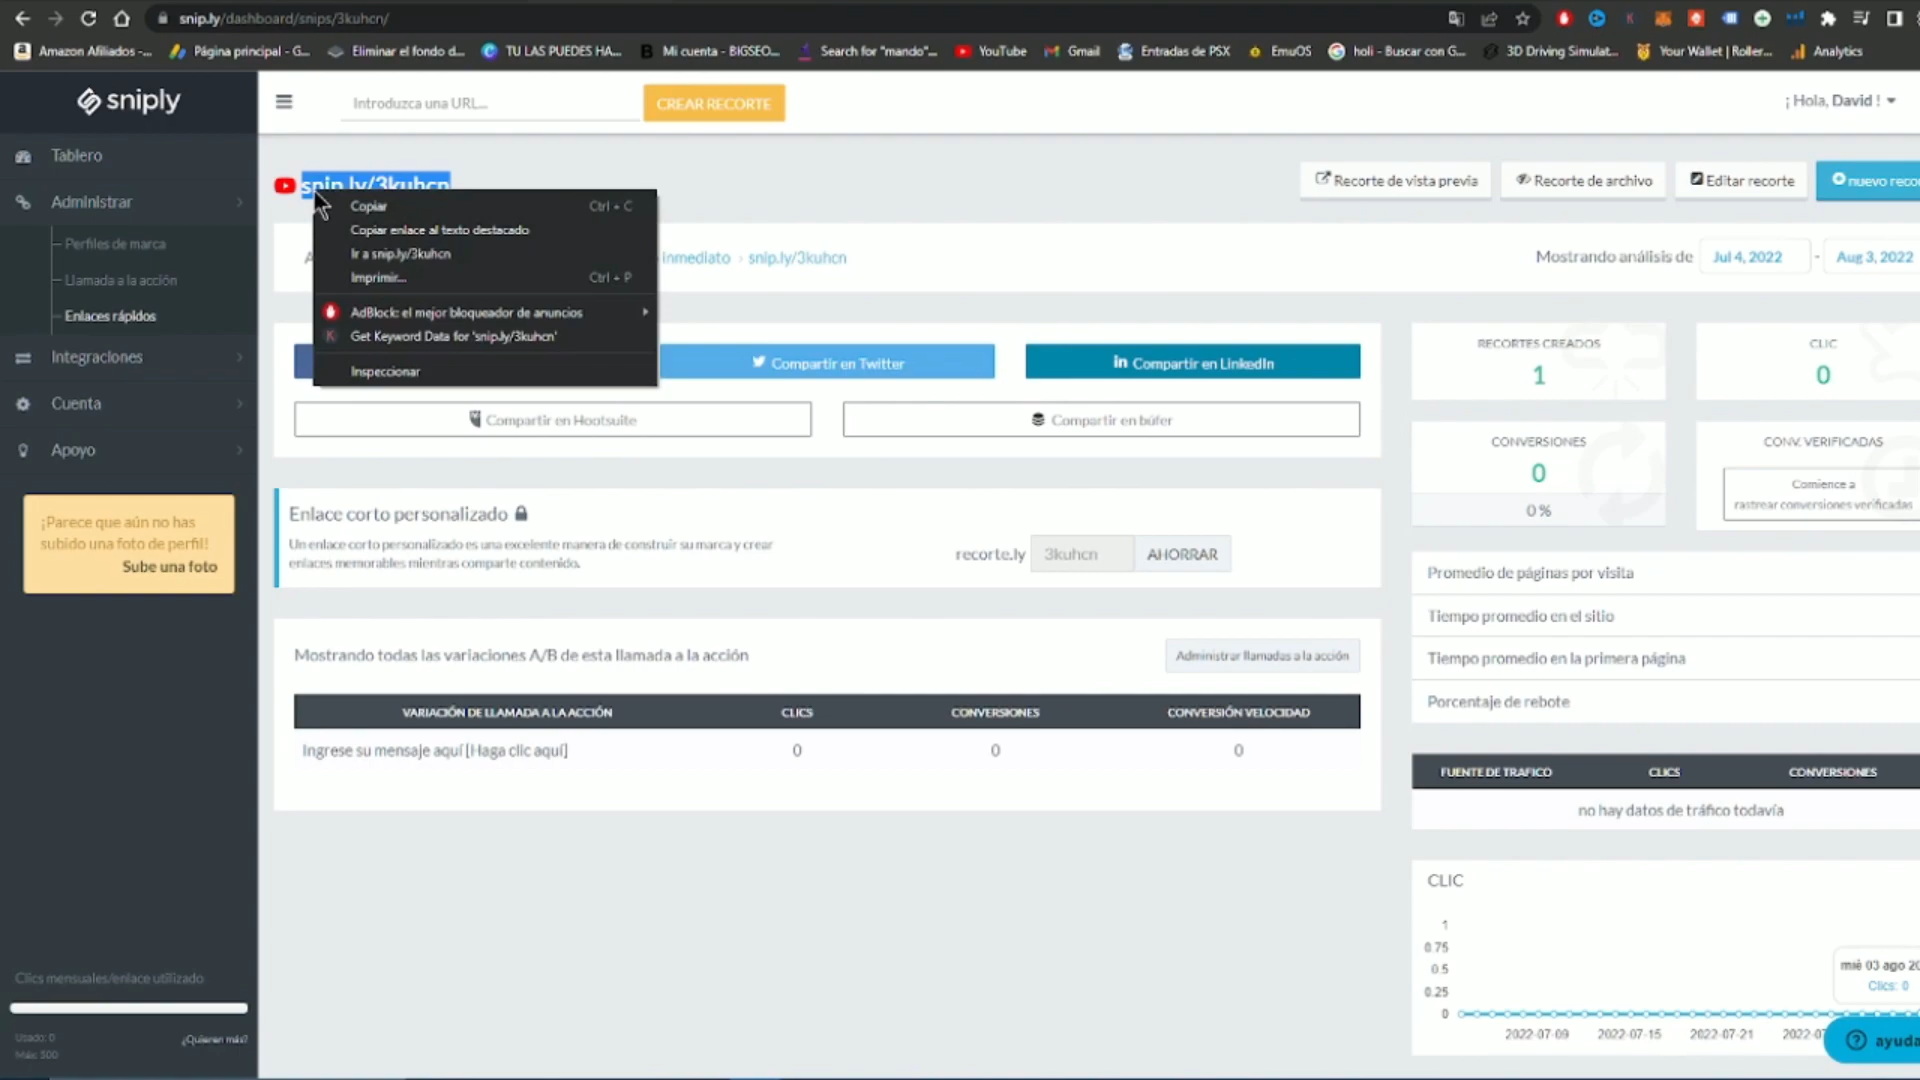 snip.ly/dashboard/snips/3kuhcn/
Amazon Afiliados -... Página principal - G... Eliminar el fondo d... TU LAS PUEDES HA... Mi cuenta - BIGSEO... Search for "mando"... YouTube Gmail Entradas de PSX EmuOS holi - Buscar con G... 3D Driving Simulat... Your Wallet | Roller... Analytics
sniply
Introduzca una URL...
CREAR RECORTE
¡ Hola, David !
Tablero
Administrar
Perfiles de marca
Llamada a la acción
Enlaces rápidos
Integraciones
Cuenta
Apoyo
¡Parece que aún no has
subido una foto de perfil!
Sube una foto
Clics mensuales/enlace utilizado
Usado: 0
Máx: 500
¿Quieren más?
snip.ly/3kuhcn
Recorte de vista previa
Recorte de archivo
Editar recorte
nuevo reco
Copiar Ctrl + C
Copiar enlace al texto destacado
Ir a snip.ly/3kuhcn
Imprimir... Ctrl + P
AdBlock: el mejor bloqueador de anuncios
Get Keyword Data for 'snip.ly/3kuhcn'
Inspeccionar
inmediato › snip.ly/3kuhcn
Mostrando análisis de Jul 4, 2022 - Aug 3, 2022
Compartir en Twitter
Compartir en LinkedIn
Compartir en Hootsuite
Compartir en búfer
Enlace corto personalizado
Un enlace corto personalizado es una excelente manera de construir su marca y crear
enlaces memorables mientras comparte contenido.
recorte.ly 3kuhcn AHORRAR
Mostrando todas las variaciones A/B de esta llamada a la acción
Administrar llamadas a la acción
VARIACIÓN DE LLAMADA A LA ACCIÓN CLICS CONVERSIONES CONVERSIÓN VELOCIDAD
Ingrese su mensaje aquí [Haga clic aquí] 0 0 0
RECORTES CREADOS
1
CLIC
0
CONVERSIONES
0
0 %
CONV. VERIFICADAS
Comience a
rastrear conversiones verificadas
Promedio de páginas por visita
Tiempo promedio en el sitio
Tiempo promedio en la primera página
Porcentaje de rebote
FUENTE DE TRAFICO CLICS CONVERSIONES
no hay datos de tráfico todavía
CLIC
1
0.75
0.5
0.25
0
mié 03 ago 20
Clics: 0
2022-07-09 2022-07-15 2022-07-21 2022-07
ayuda